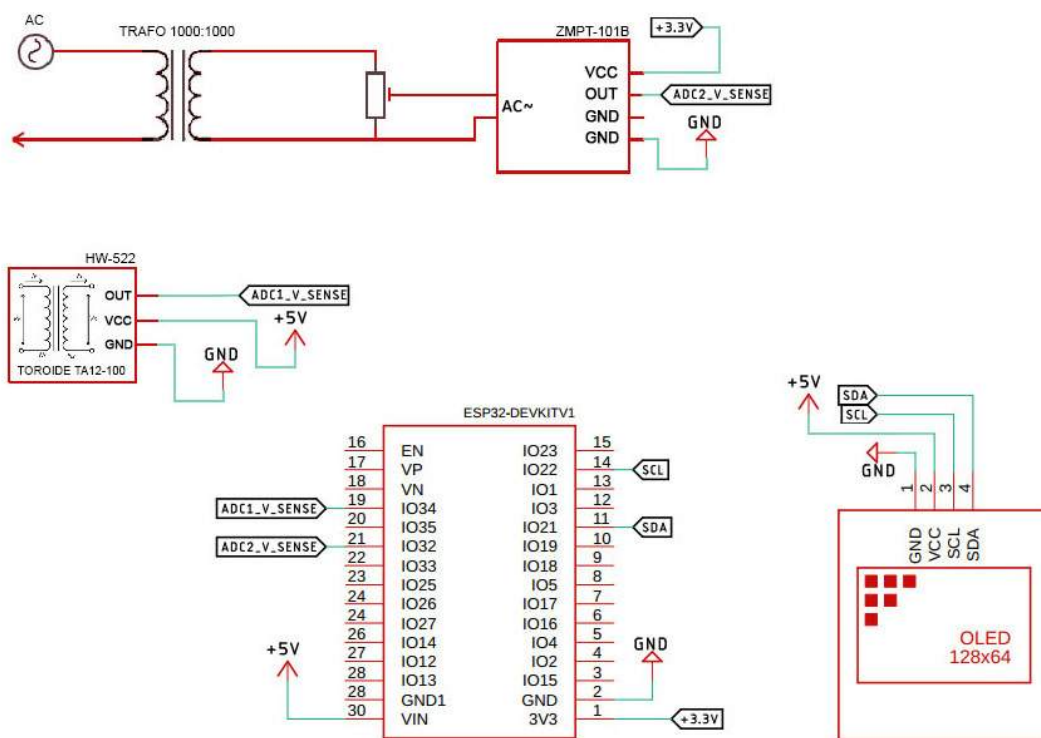 AC
TRAFO 1000:1000
ZMPT-101B
+3.3V
VCC
OUT
GND
GND
AC~
ADC2_V_SENSE
GND
HW-522
OUT
VCC
GND
TOROIDE TA12-100
ADC1_V_SENSE
+5V
GND
ESP32-DEVKITV1
16 EN IO23 15
17 VP IO22 14 SCL
18 VN IO1 13
ADC1_V_SENSE 19 IO34 IO3 12
20 IO35 IO21 11 SDA
ADC2_V_SENSE 21 IO32 IO19 10
22 IO33 IO18 9
23 IO25 IO5 8
24 IO26 IO17 7
24 IO27 IO16 6
26 IO14 IO4 5
27 IO12 IO2 4
28 IO13 IO15 3
28 GND1 GND 2
30 VIN 3V3 1 +3.3V
+5V
GND
+5V
SDA
SCL
GND
1 2 3 4
GND VCC SCL SDA
OLED
128x64